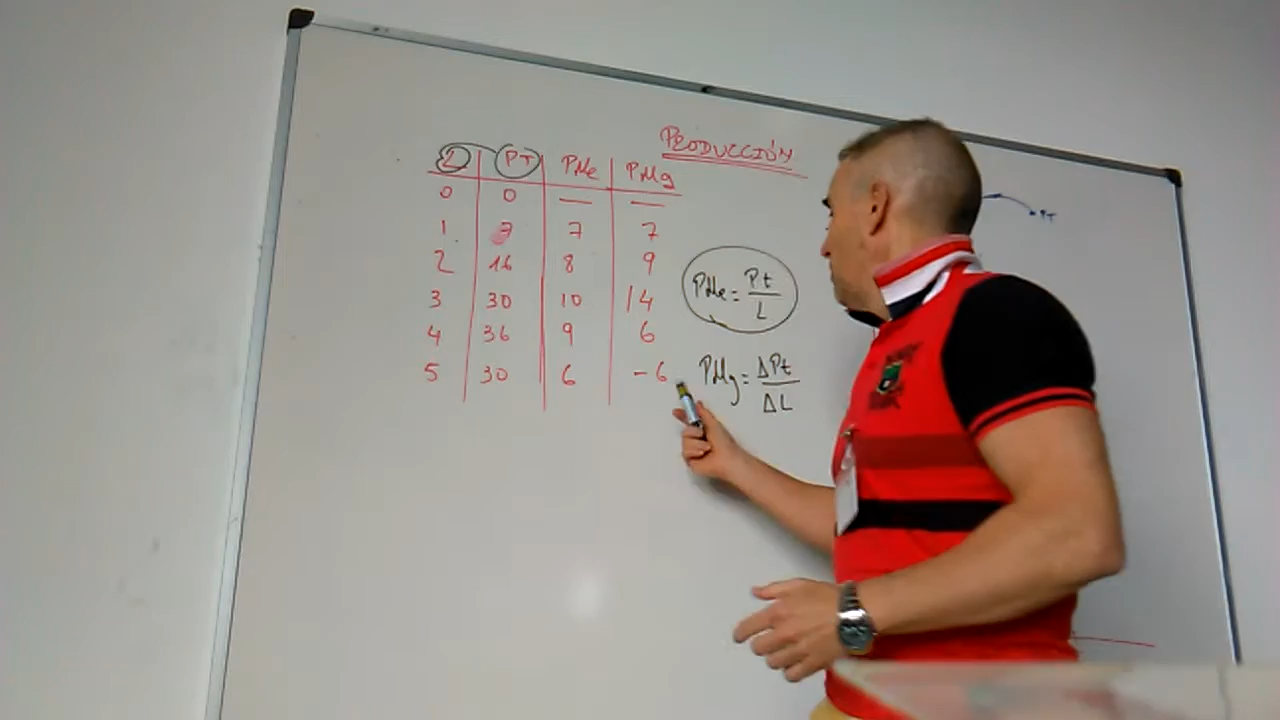 PRODUCCIÓN
L PT PMe PMg
0 0 — —
1 7 7 7
2 16 8 9
3 30 10 14
4 36 9 6
5 30 6 -6
PMe = Pt / L
PMg = ΔPt / ΔL
PT